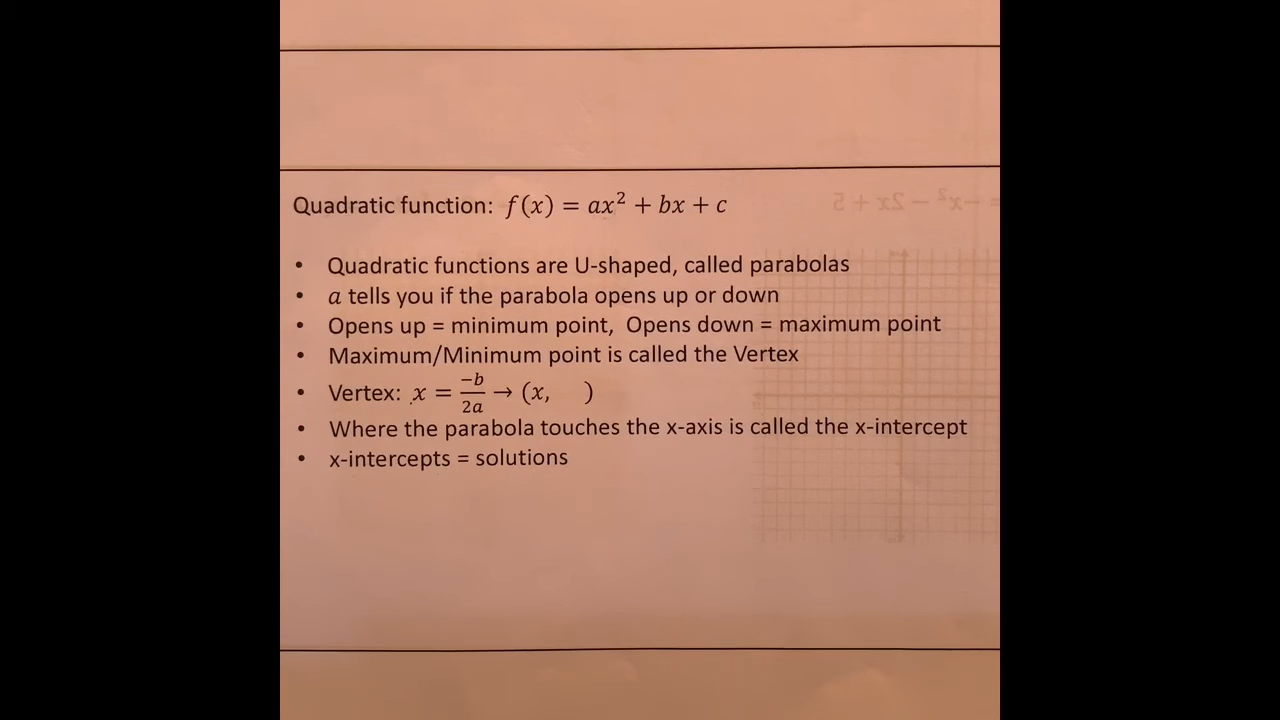 Quadratic function: f(x) = ax² + bx + c
• Quadratic functions are U-shaped, called parabolas
• a tells you if the parabola opens up or down
• Opens up = minimum point, Opens down = maximum point
• Maximum/Minimum point is called the Vertex
• Vertex: x = -b/2a → (x, )
• Where the parabola touches the x-axis is called the x-intercept
• x-intercepts = solutions